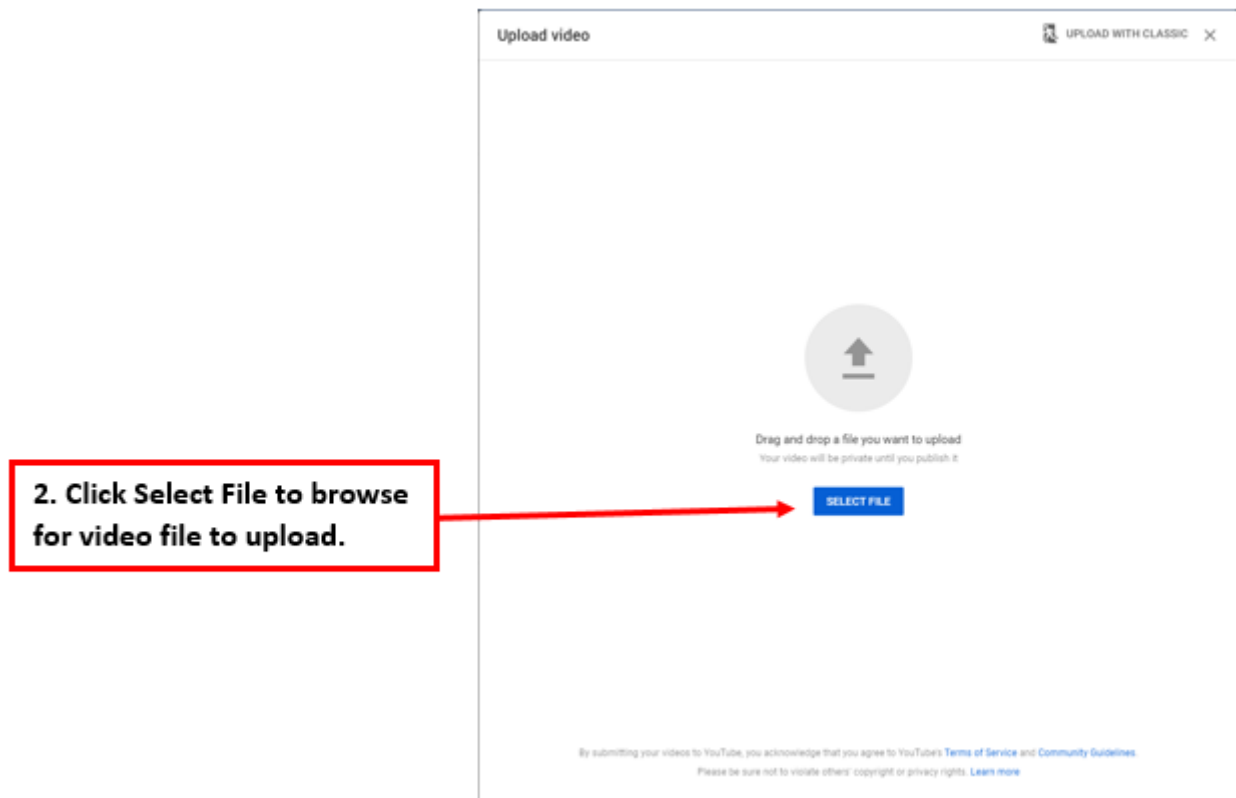 Upload video
UPLOAD WITH CLASSIC
Drag and drop a file you want to upload
Your video will be private until you publish it
2. Click Select File to browse
for video file to upload.
SELECT FILE
By submitting your videos to YouTube, you acknowledge that you agree to YouTube's Terms of Service and Community Guidelines.
Please be sure not to violate others' copyright or privacy rights. Learn more